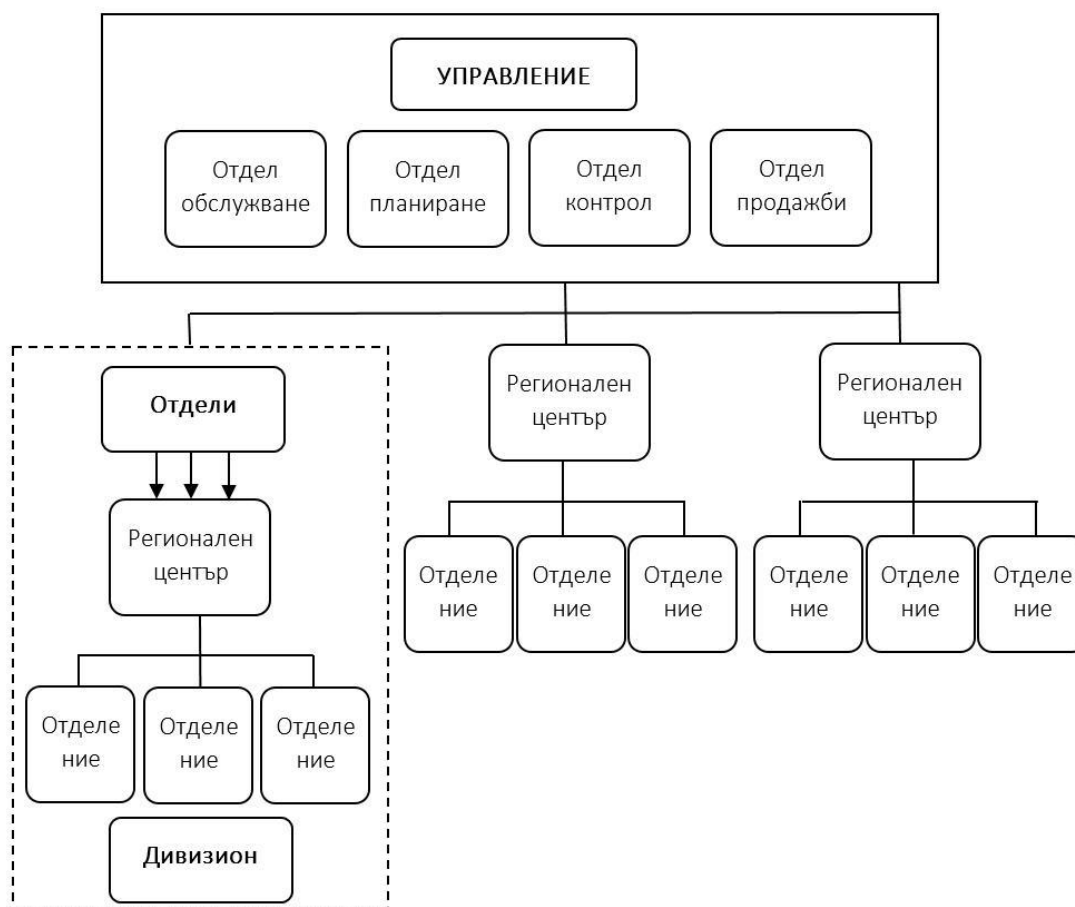 УПРАВЛЕНИЕ
Отдел
обслужване
Отдел
планиране
Отдел
контрол
Отдел
продажби
Отдели
Регионален
център
Отделе
ние
Отделе
ние
Отделе
ние
Дивизион
Регионален
център
Отделе
ние
Отделе
ние
Отделе
ние
Регионален
център
Отделе
ние
Отделе
ние
Отделе
ние